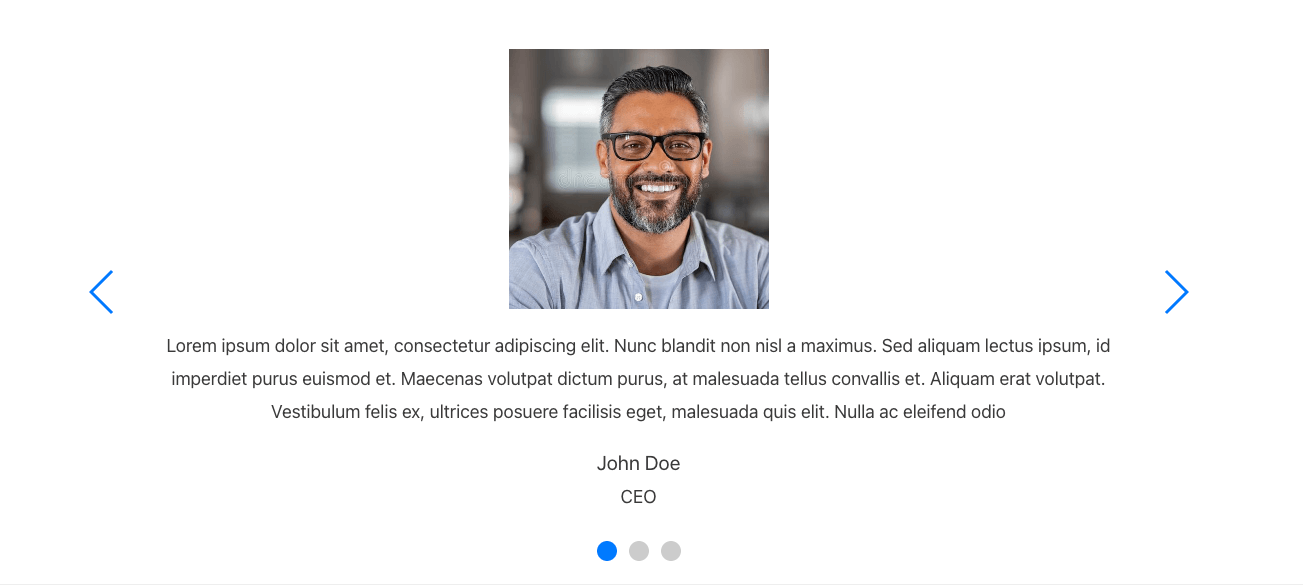 Lorem ipsum dolor sit amet, consectetur adipiscing elit. Nunc blandit non nisl a maximus. Sed aliquam lectus ipsum, id
imperdiet purus euismod et. Maecenas volutpat dictum purus, at malesuada tellus convallis et. Aliquam erat volutpat.
Vestibulum felis ex, ultrices posuere facilisis eget, malesuada quis elit. Nulla ac eleifend odio
John Doe
CEO